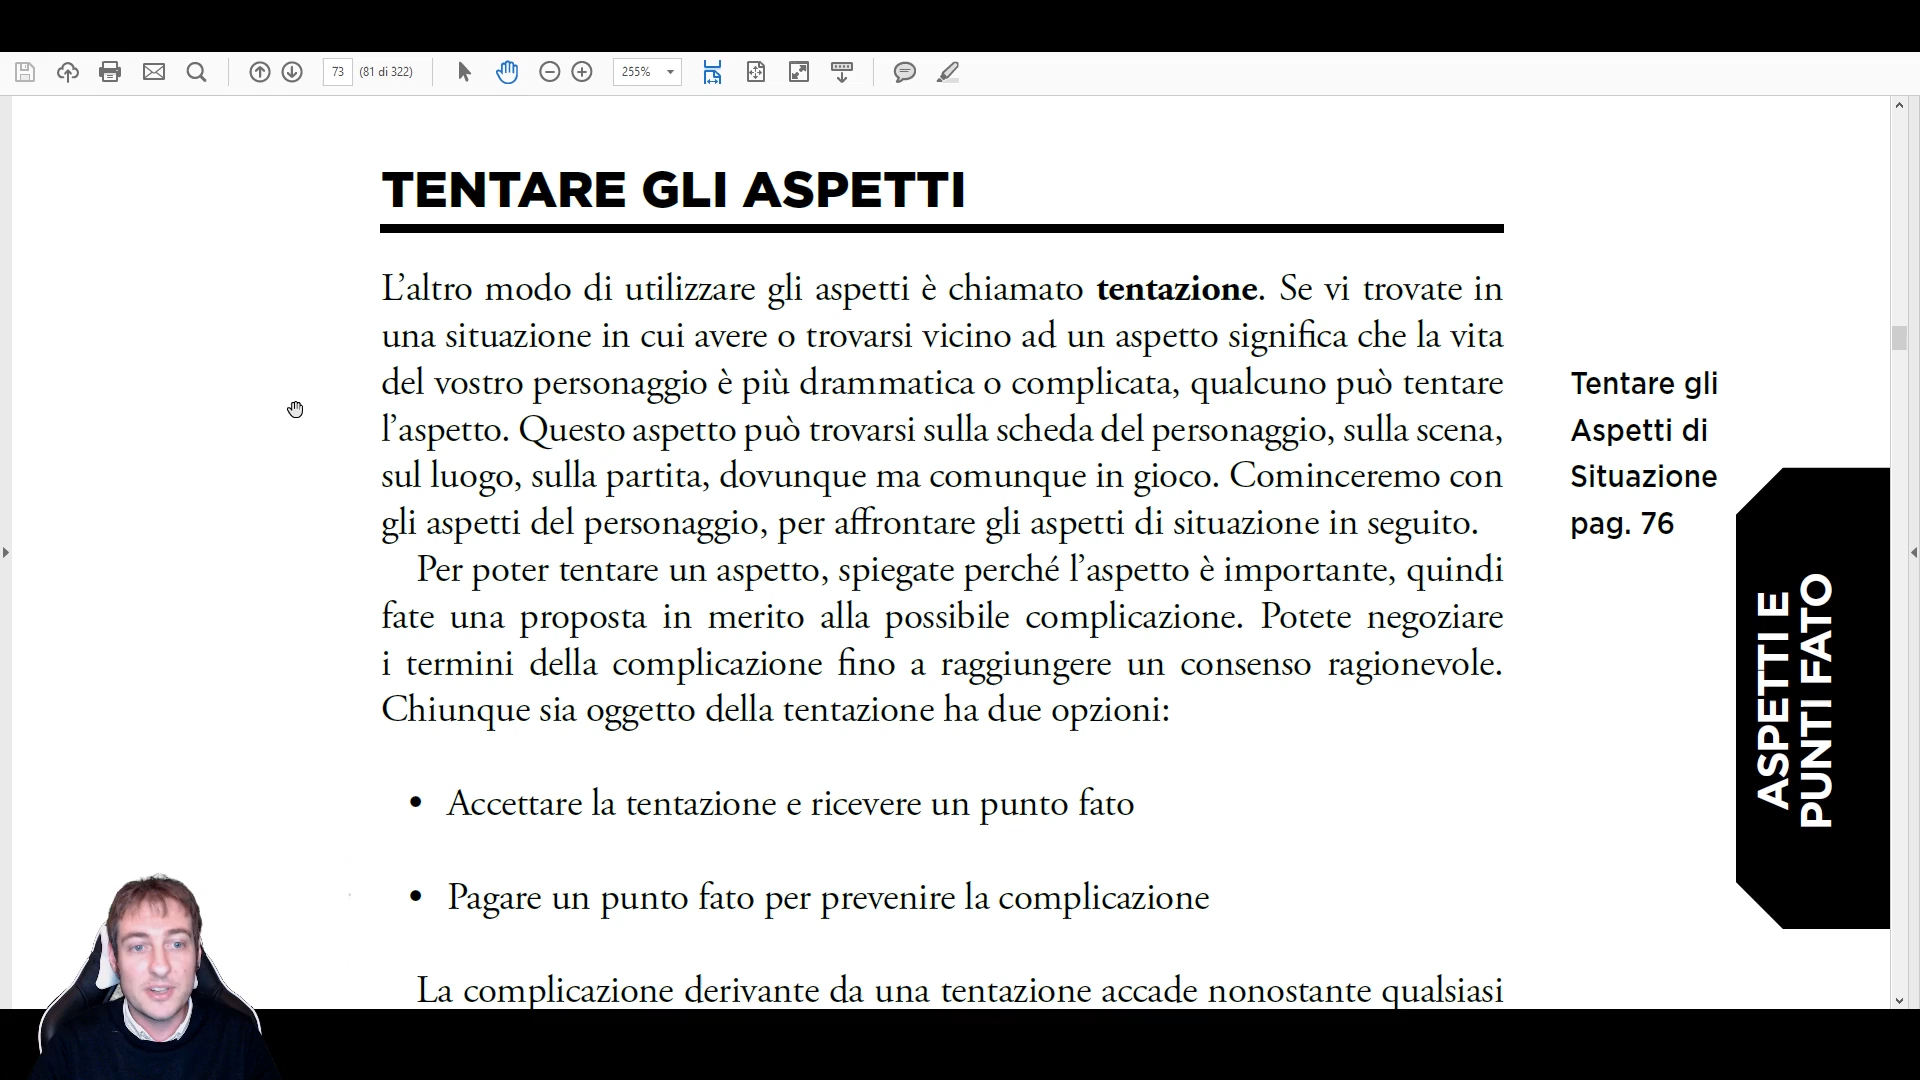 73 (81 di 322) 255%
TENTARE GLI ASPETTI
L’altro modo di utilizzare gli aspetti è chiamato tentazione. Se vi trovate in
una situazione in cui avere o trovarsi vicino ad un aspetto significa che la vita
del vostro personaggio è più drammatica o complicata, qualcuno può tentare
l’aspetto. Questo aspetto può trovarsi sulla scheda del personaggio, sulla scena,
sul luogo, sulla partita, dovunque ma comunque in gioco. Cominceremo con
gli aspetti del personaggio, per affrontare gli aspetti di situazione in seguito.
Per poter tentare un aspetto, spiegate perché l’aspetto è importante, quindi
fate una proposta in merito alla possibile complicazione. Potete negoziare
i termini della complicazione fino a raggiungere un consenso ragionevole.
Chiunque sia oggetto della tentazione ha due opzioni:
• Accettare la tentazione e ricevere un punto fato
• Pagare un punto fato per prevenire la complicazione
La complicazione derivante da una tentazione accade nonostante qualsiasi
Tentare gli
Aspetti di
Situazione
pag. 76
ASPETTI E
PUNTI FATO